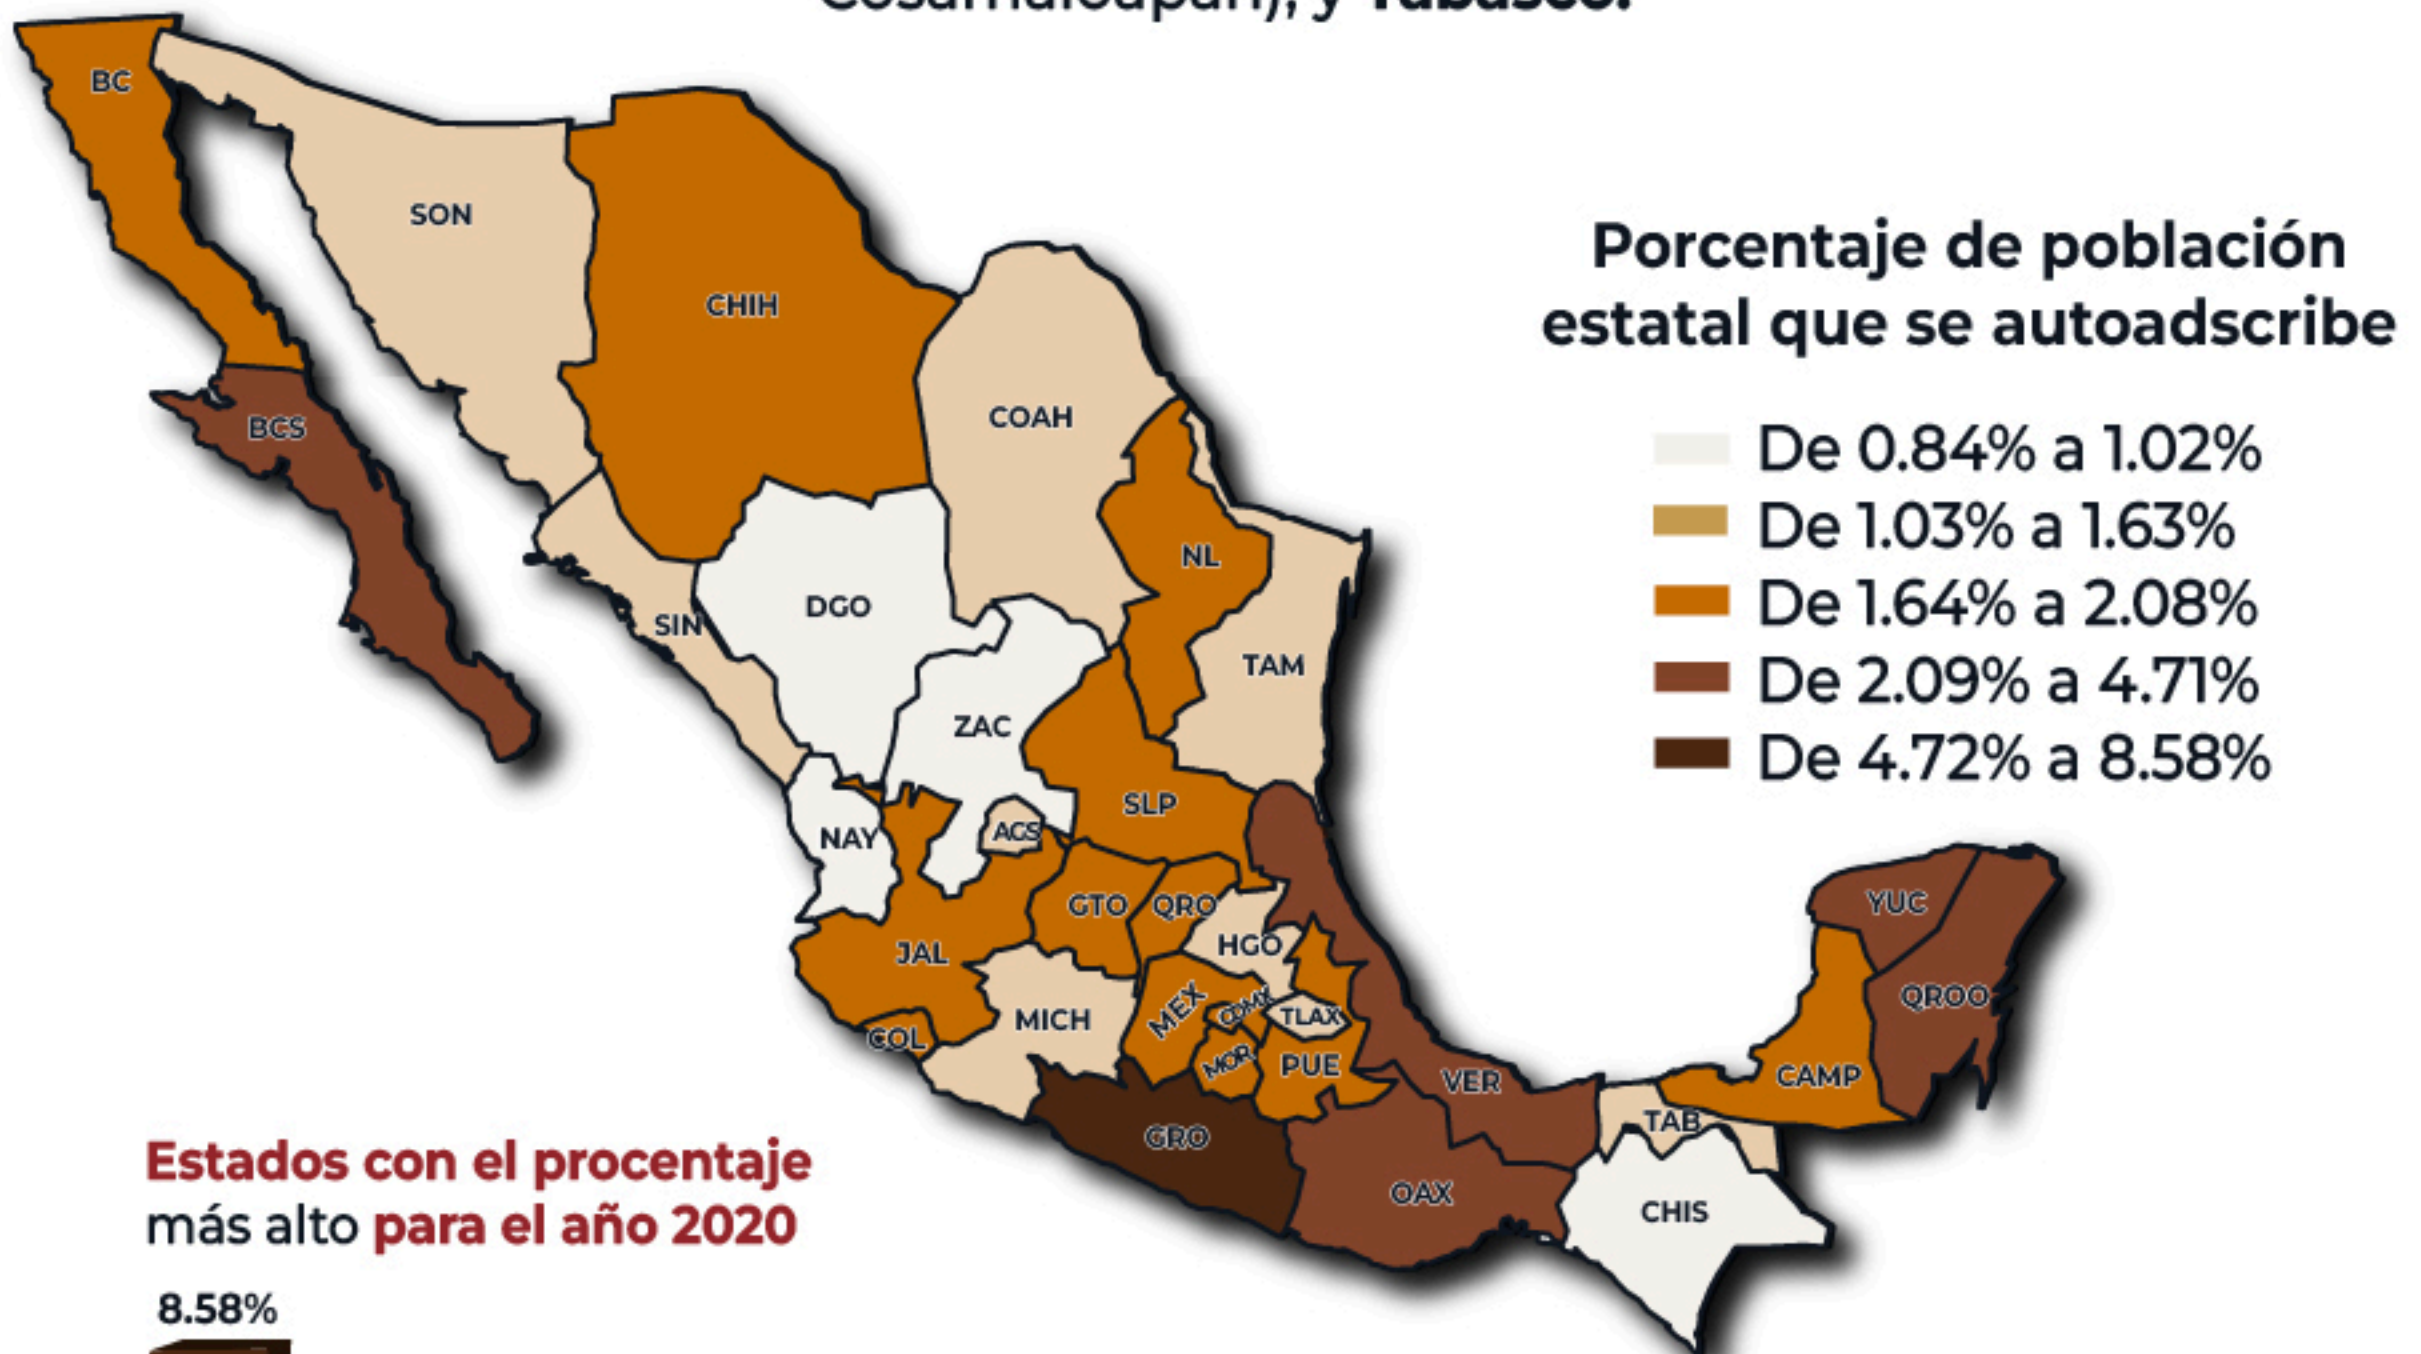 Cosamaloapan), y Tabasco.
BC
SON
CHIH
Porcentaje de población
estatal que se autoadscribe
COAH
BCS
De 0.84% a 1.02%
De 1.03% a 1.63%
NL
De 1.64% a 2.08%
DGO
SIN
TAM
De 2.09% a 4.71%
ZAC
De 4.72% a 8.58%
SLP
AGS
NAY
GTO
QRO
YUC
HGO
JAL
QROO
MEX
CDMX
TLAX
MICH
COL
MOR
PUE
VER
CAMP
TAB
GRO
Estados con el procentaje
más alto para el año 2020
OAX
CHIS
8.58%